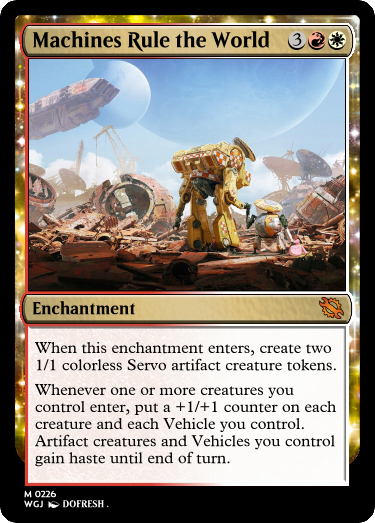 Machines Rule the World 3
Enchantment
When this enchantment enters, create two
1/1 colorless Servo artifact creature tokens.
Whenever one or more creatures you
control enter, put a +1/+1 counter on each
creature and each Vehicle you control.
Artifact creatures and Vehicles you control
gain haste until end of turn.
M 0226
WGJ DOFRESH .